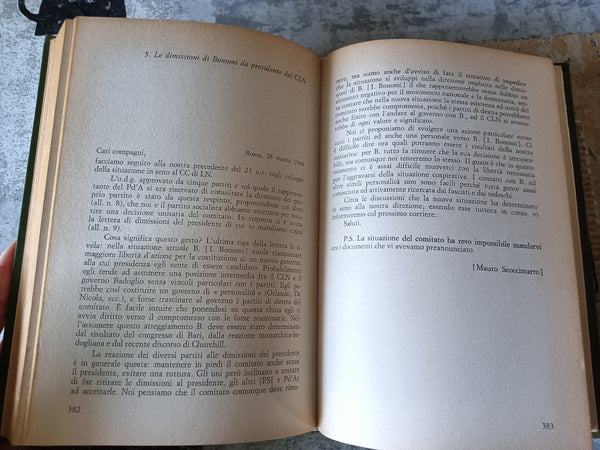 5. Le dimissioni di Bonomi da presidente del CLN
Roma, 28 marzo 1944
Cari compagni,
facciamo seguito alla nostra precedente del 21 u.s. sugli sviluppi
della situazione in seno al CC di LN.
L'o.d.g. approvato da cinque partiti e sul quale il rappresen-
tante del Pd'A si era riservato di consultare la direzione del pro-
prio partito è stato da questa respinto, proponendone un altro
(all. n. 8), che noi e il partito socialista abbiamo accettato per fare
decisione unitaria del comitato. In risposta si è avuta
la lettera di dimissioni del presidente di cui vi mandiamo copia
(all. n. 9).
Cosa significa questo gesto? L'ultima riga della lettera lo ri-
vela: nella situazione attuale B. [I. Bonomi] vuole riacquistare
maggiore libertà d'azione per la costituzione di un nuovo governo,
alla cui presidenza egli sente di essere candidato. Probabilmente
egli tende ad assumere una posizione intermedia fra il CLN e il
governo Badoglio senza vincoli particolari con i partiti. Egli po-
trebbe così costituire un governo di « personalità » (Orlando, De
Nicola, ecc.), e forse trascinare al governo i partiti di destra del
comitato. È facile intuire che ponendosi su questa china egli si
avvia diritto verso il compromesso con le forze reazionarie. Nel-
l'assumere questo atteggiamento B. deve essere stato determinato
dal risultato del congresso di Bari, dalla reazione monarchica-ba-
dogliana e dal recente discorso di Churchill.
La reazione dei diversi partiti alle dimissioni del presidente
è in generale questa: mantenere in piedi il comitato anche senza
il presidente, evitare una rottura. Gli uni però inclinano a tentare
di far ritirare le dimissioni al presidente, gli altri (PSI e Pd'A)
ad accettarle. Noi pensiamo che il comitato comunque deve rima-
382
nere, ma siamo anche d'avviso di fare il tentativo di impedire
che la situazione si sviluppi nella direzione implicita nelle dimis-
sioni di B. [I. Bonomi] il che rappresenterebbe senza dubbio un
elemento negativo per il movimento nazionale e la democrazia, sen-
za contare che nella nuova situazione la stessa esistenza ed unità del
comitato sarebbe compromessa, poiché i partiti di destra potrebbero
anche finire con l'andare al governo con B., ed il CLN si svuoterebbe
di ogni valore e significato.
Noi ci proponiamo di svolgere una azione particolare verso
tutti i partiti ed anche una personale verso B. [I. Bonomi]. Ci
è difficile dire ora quali possano essere i risultati della nostra
iniziativa: per B. tutto fa ritenere che la sua decisione è irrevoca-
bile, ma comunque noi tenteremo lo stesso. Il guaio è che in questo
momento ci è assai difficile muoverci con la libertà necessaria
per l'aggravarsi della situazione cospirativa. I contatti con B. ed
altre simili personalità non sono facili perché tutta gente assai
conosciuta ed attivamente ricercata dai fascisti e dai tedeschi.
Circa le discussioni che la nuova situazione ha determinato
in seno alla nostra direzione, essendo esse tuttora in corso, vi
informeremo col prossimo corriere.
Saluti.
P.S. La situazione del comitato ha reso impossibile mandarvi
ora i documenti che vi avevamo preannunciato.
[Mauro Scoccimarro]
383